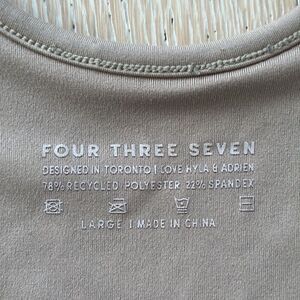 FOUR THREE SEVEN
DESIGNED IN TORONTO | LOVE HYLA & ADRIEN
78% RECYCLED POLYESTER 22% SPANDEX
LARGE | MADE IN CHINA